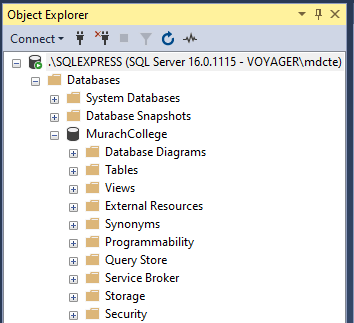 Object Explorer
Connect
.\SQLEXPRESS (SQL Server 16.0.1115 - VOYAGER\mdcte)
Databases
System Databases
Database Snapshots
MurachCollege
Database Diagrams
Tables
Views
External Resources
Synonyms
Programmability
Query Store
Service Broker
Storage
Security